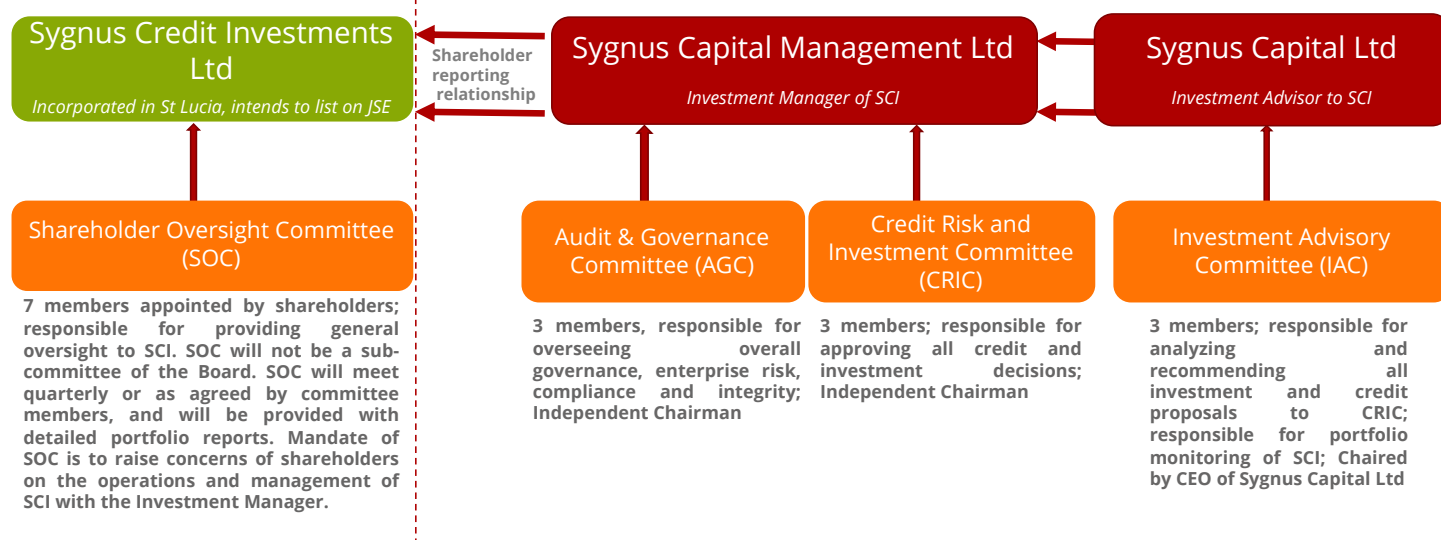 Sygnus Credit Investments
Ltd
Incorporated in St Lucia, intends to list on JSE
Shareholder
reporting
relationship
Sygnus Capital Management Ltd
Investment Manager of SCI
Sygnus Capital Ltd
Investment Advisor to SCI
Shareholder Oversight Committee
(SOC)
7 members appointed by shareholders;
responsible for providing general
oversight to SCI. SOC will not be a sub-
committee of the Board. SOC will meet
quarterly or as agreed by committee
members, and will be provided with
detailed portfolio reports. Mandate of
SOC is to raise concerns of shareholders
on the operations and management of
SCI with the Investment Manager.
Audit & Governance
Committee (AGC)
3 members, responsible for
overseeing overall
governance, enterprise risk,
compliance and integrity;
Independent Chairman
Credit Risk and
Investment Committee
(CRIC)
3 members; responsible for
approving all credit and
investment decisions;
Independent Chairman
Investment Advisory
Committee (IAC)
3 members; responsible for
analyzing and
recommending all
investment and credit
proposals to CRIC;
responsible for portfolio
monitoring of SCI; Chaired
by CEO of Sygnus Capital Ltd